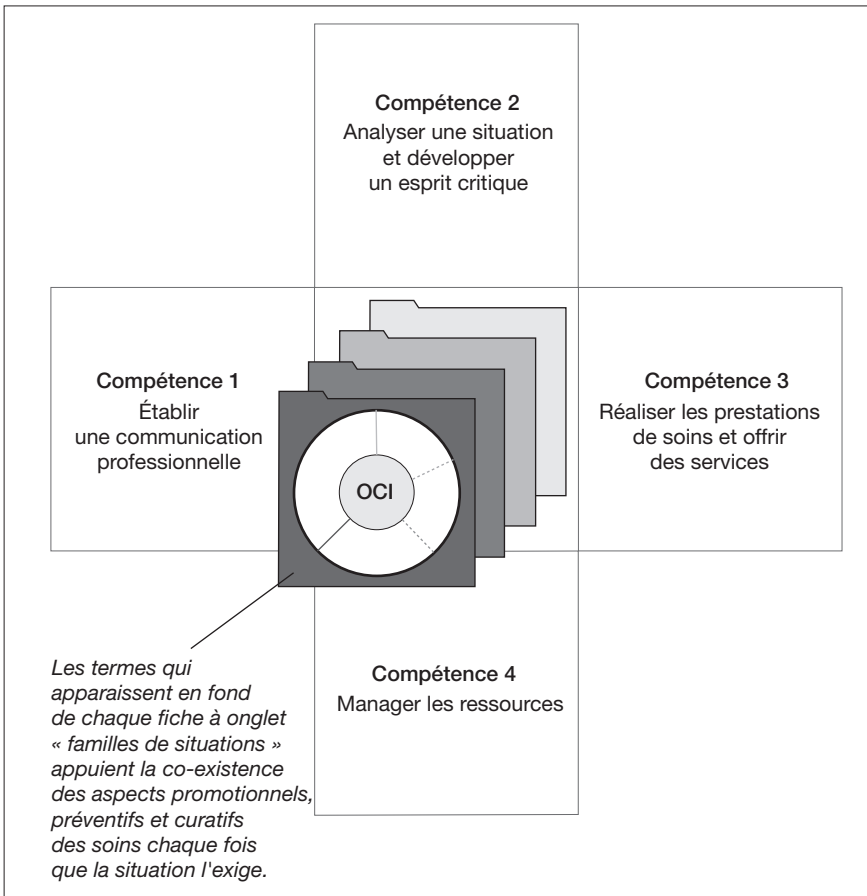 Compétence 2
Analyser une situation
et développer
un esprit critique
Compétence 1
Établir
une communication
professionnelle
OCI
Compétence 3
Réaliser les prestations
de soins et offrir
des services
Compétence 4
Manager les ressources
Les termes qui
apparaissent en fond
de chaque fiche à onglet
« familles de situations »
appuient la co-existence
des aspects promotionnels,
préventifs et curatifs
des soins chaque fois
que la situation l'exige.